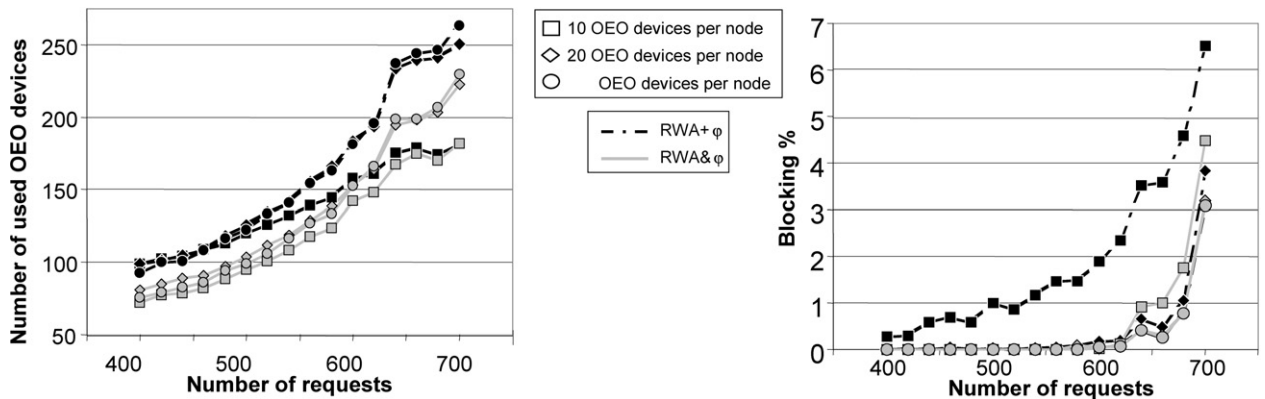 Number of used OEO devices
250
200
150
100
50
400
500
600
700
Number of requests
10 OEO devices per node
20 OEO devices per node
OEO devices per node
RWA+φ
RWA&φ
Blocking %
7
6
5
4
3
2
1
0
400
500
600
700
Number of requests